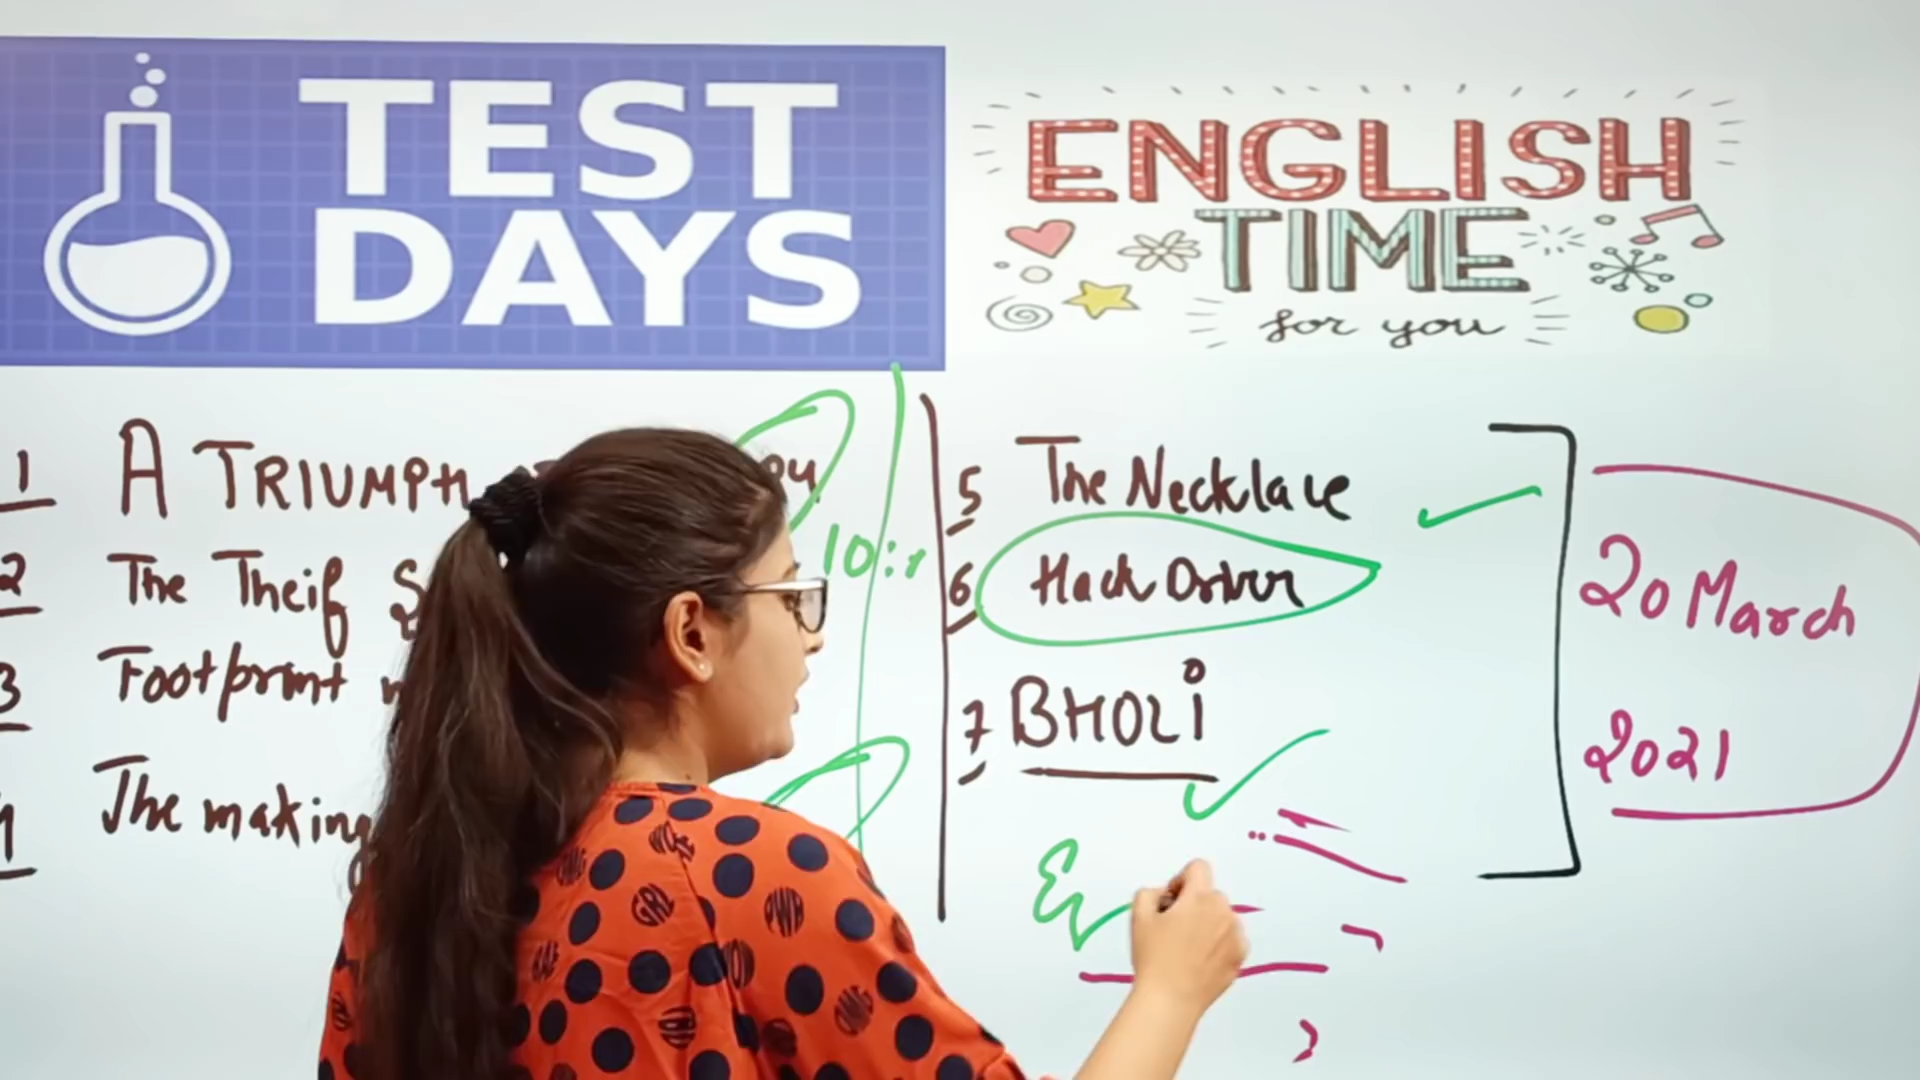 TEST
DAYS
ENGLISH
TIME
for you
1 A TRIUMPH
2 The Theif
3 Footprint
4 The making
10:
5 The Necklace
6 Hack Driver
7 BHOLi
20 March
2021